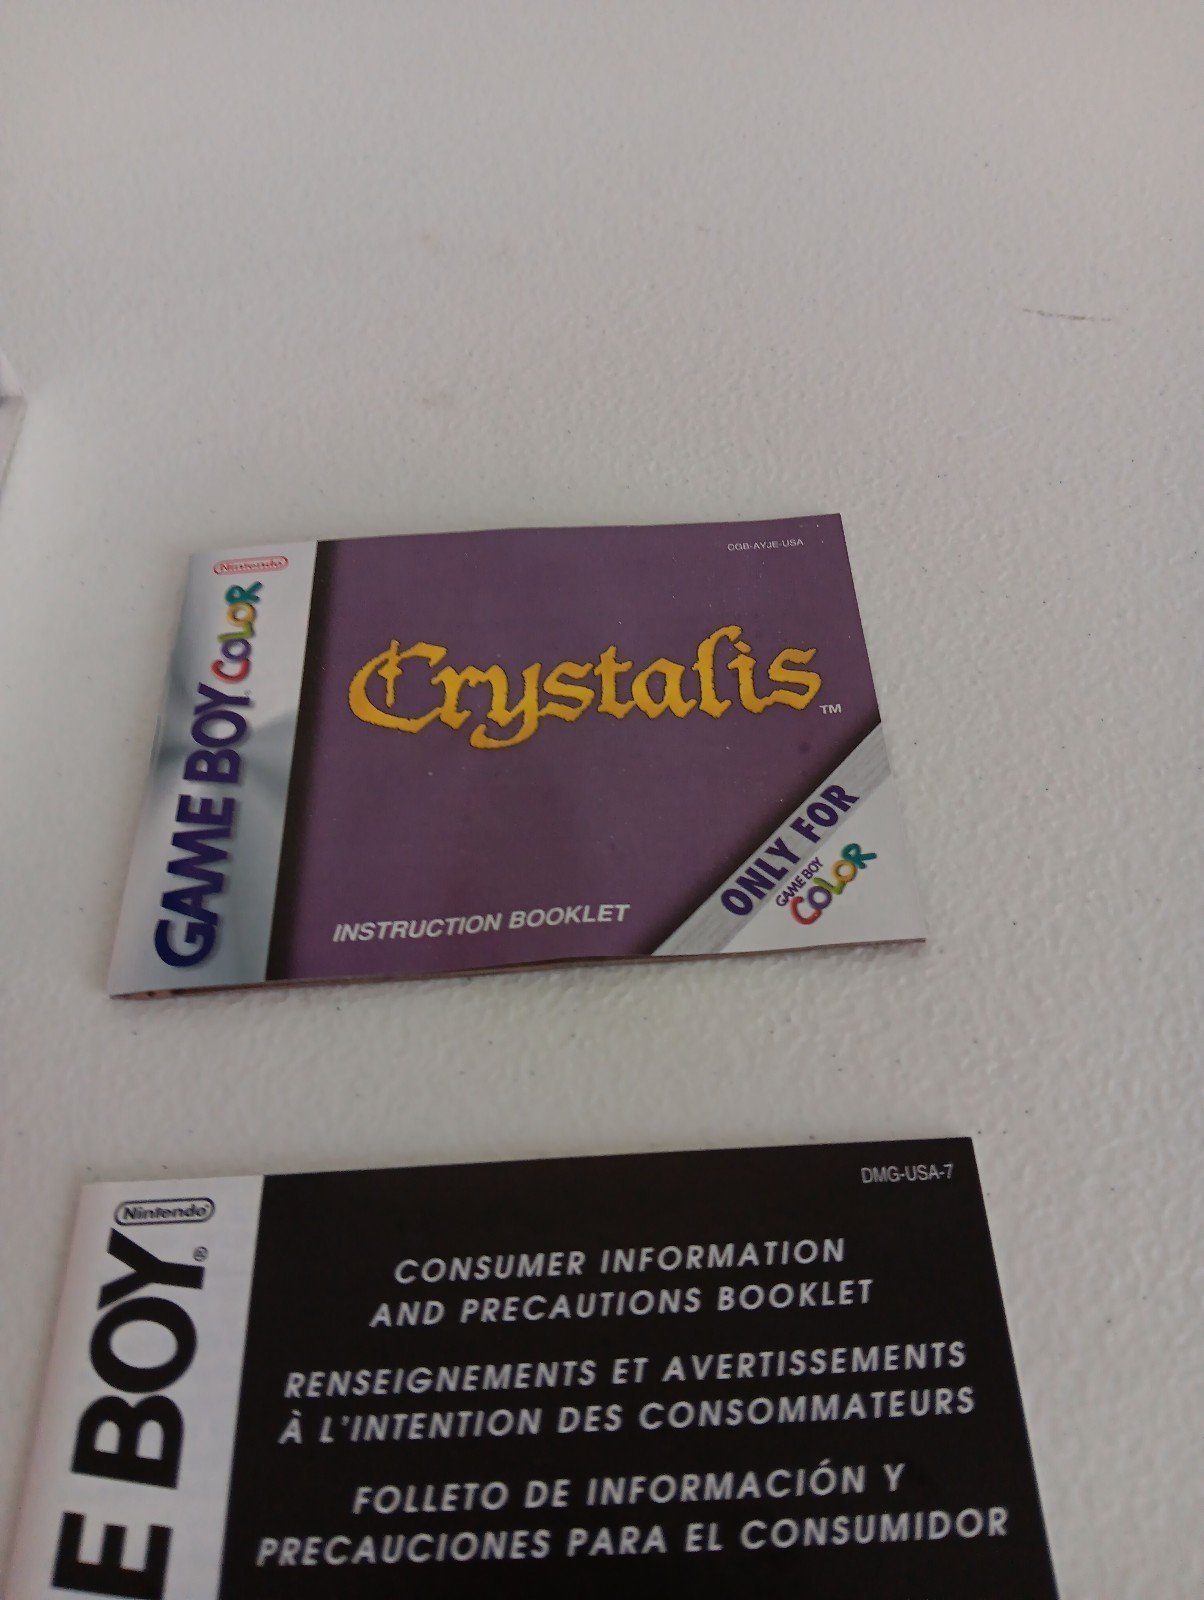 Nintendo
GAME BOY COLOR
CGB-AYJE-USA
Crystalis
TM
INSTRUCTION BOOKLET
ONLY FOR
GAME BOY
COLOR
Nintendo
E BOY
®
DMG-USA-7
CONSUMER INFORMATION
AND PRECAUTIONS BOOKLET
RENSEIGNEMENTS ET AVERTISSEMENTS
À L'INTENTION DES CONSOMMATEURS
FOLLETO DE INFORMACIÓN Y
PRECAUCIONES PARA EL CONSUMIDOR